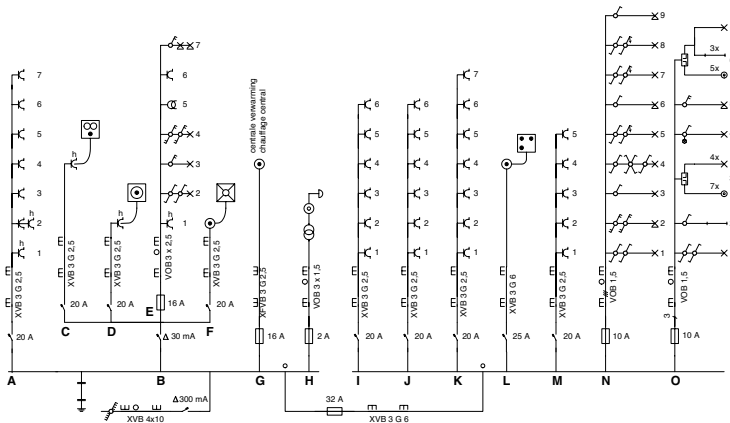 9
7 8 3x
7 6 7 7 5x
6 5 6 6 6 6 6
5 4 5 5 5 5 5 5
centrale verwarming
chauffage central
h 4 3 4 4 4 4 4 4 4x
3 2 3 3 3 3 3 7x
h 2 h h 1 2 2 2 2 2 2
h 1 1 1 1 1 1
XVB 3 G 2,5
XVB 3 G 2,5
XVB 3 G 2,5
VOB 3 x 2,5
XVB 3 G 2,5
XFVB 3 G 2,5
VOB 3 x 1,5
XVB 3 G 2,5
XVB 3 G 2,5
XVB 3 G 2,5
XVB 3 G 6
XVB 3 G 2,5
VOB 1,5
VOB 1,5
3
20 A 20 A E 16 A 20 A
C D F
20 A Δ 30 mA 16 A 2 A 20 A 20 A 20 A 25 A 20 A 10 A 10 A
A B G H I J K L M N O
Δ300 mA 32 A
XVB 4x10 XVB 3 G 6